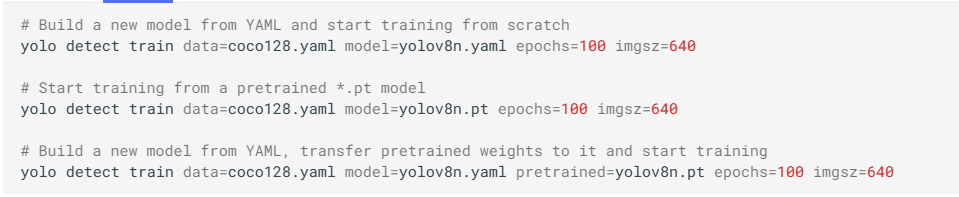 # Build a new model from YAML and start training from scratch
yolo detect train data=coco128.yaml model=yolov8n.yaml epochs=100 imgsz=640
# Start training from a pretrained *.pt model
yolo detect train data=coco128.yaml model=yolov8n.pt epochs=100 imgsz=640
# Build a new model from YAML, transfer pretrained weights to it and start training
yolo detect train data=coco128.yaml model=yolov8n.yaml pretrained=yolov8n.pt epochs=100 imgsz=640